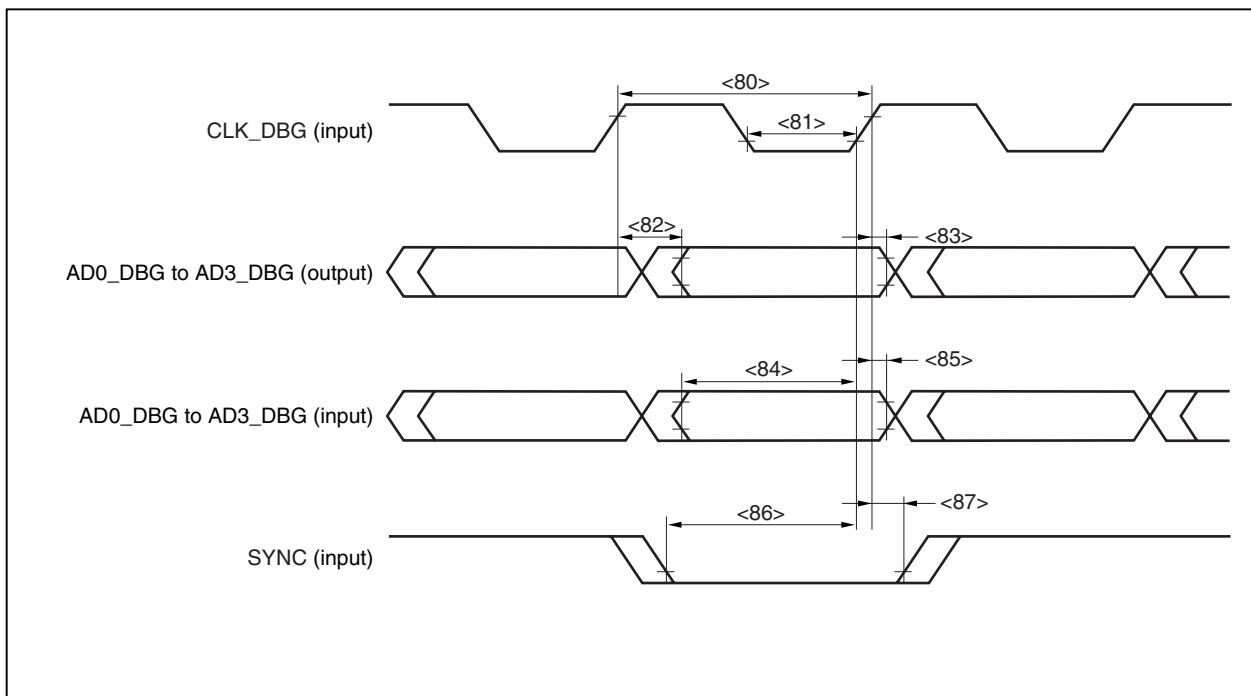 <80>
CLK_DBG (input)
<81>
<82>
<83>
AD0_DBG to AD3_DBG (output)
<84>
<85>
AD0_DBG to AD3_DBG (input)
<86>
<87>
SYNC (input)